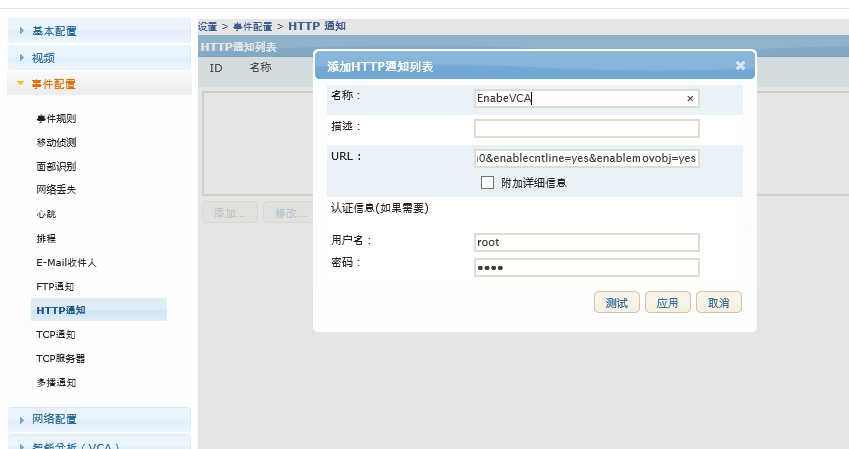 设置 > 事件配置 > HTTP 通知
基本配置
视频
事件配置
事件规则
移动侦测
面部识别
网络丢失
心跳
排程
E-Mail收件人
FTP通知
HTTP通知
TCP通知
TCP服务器
多播通知
网络配置
智能分析 ( VCA )
HTTP通知列表
ID 名称
添加... 修改...
添加HTTP通知列表
名称 :
EnabeVCA
描述 :
URL :
0&enablecntline=yes&enablemovobj=yes
附加详细信息
认证信息(如果需要)
用户名 :
root
密码 :
••••
测试 应用 取消